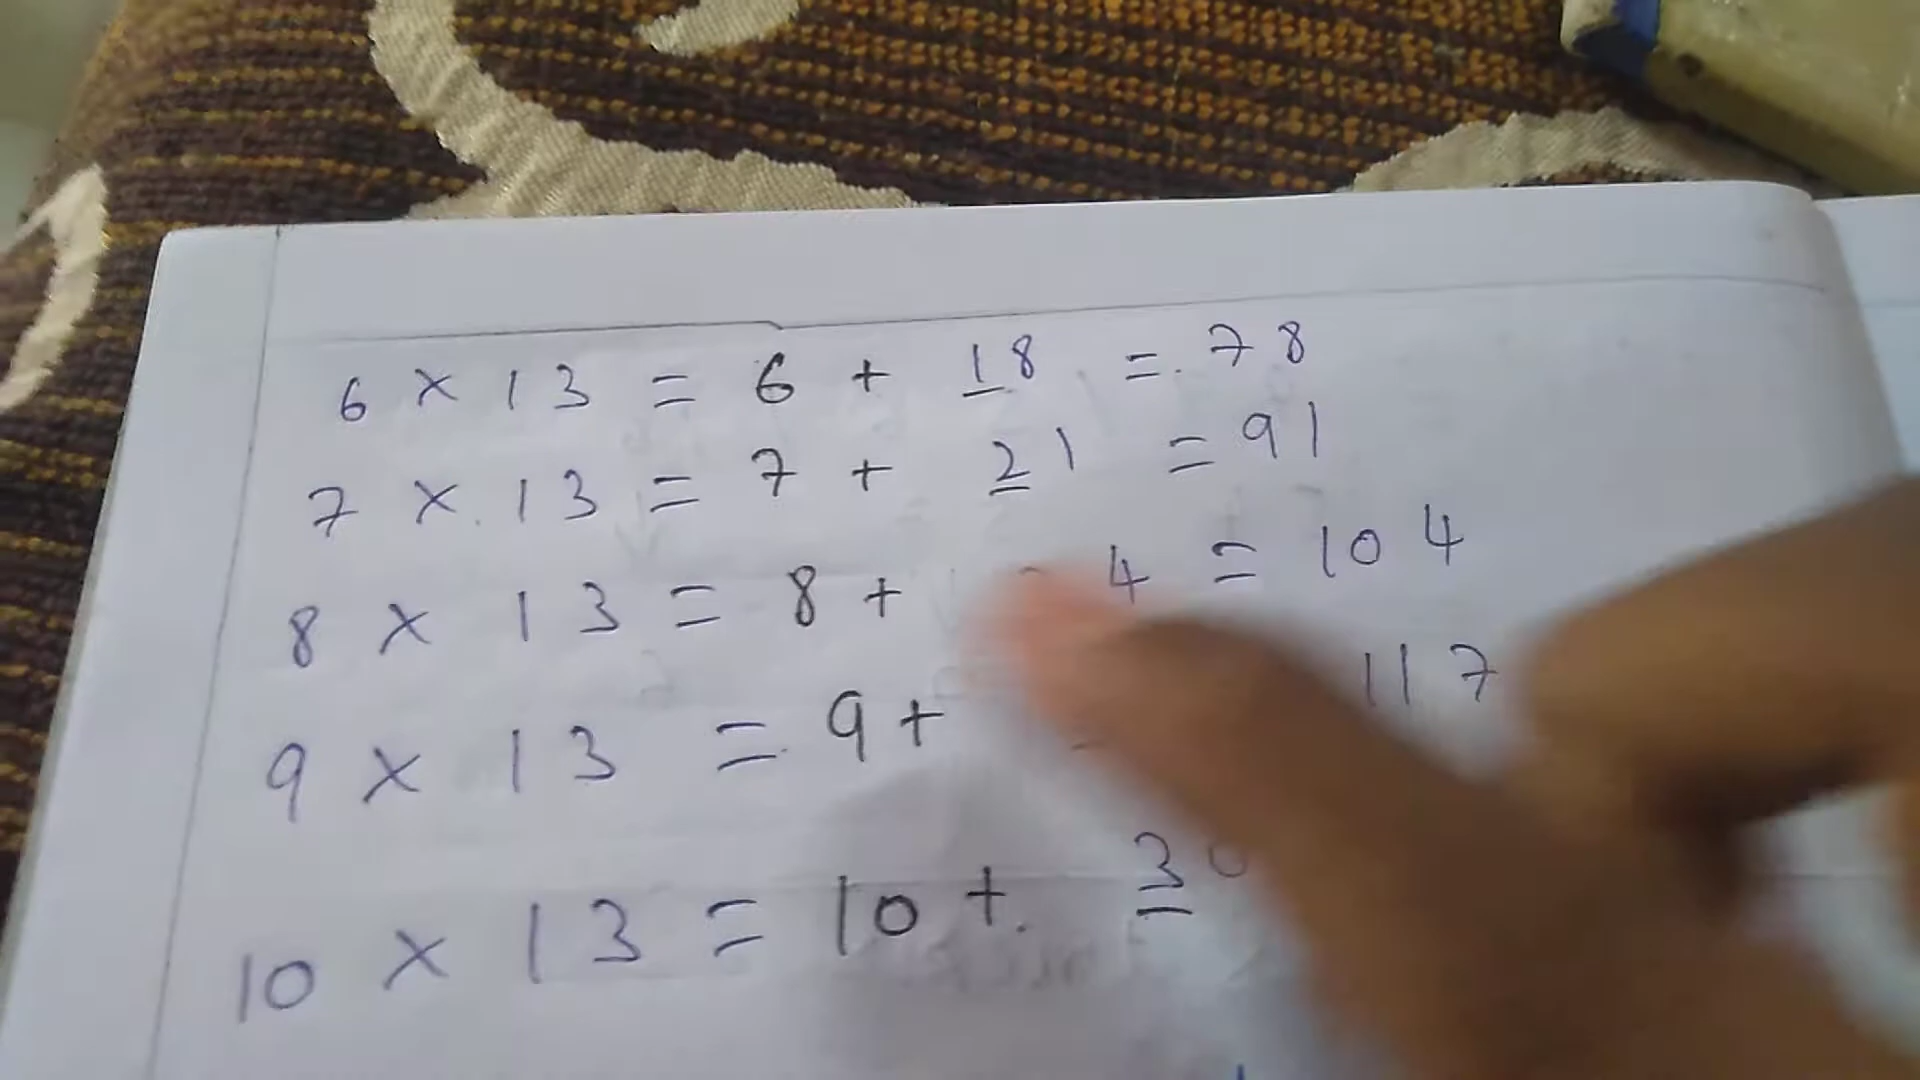 6 × 13 = 6 + 18 = 78
7 × 13 = 7 + 21 = 91
8 × 13 = 8 + 4 = 104
9 × 13 = 9 + 117
10 × 13 = 10 + 30